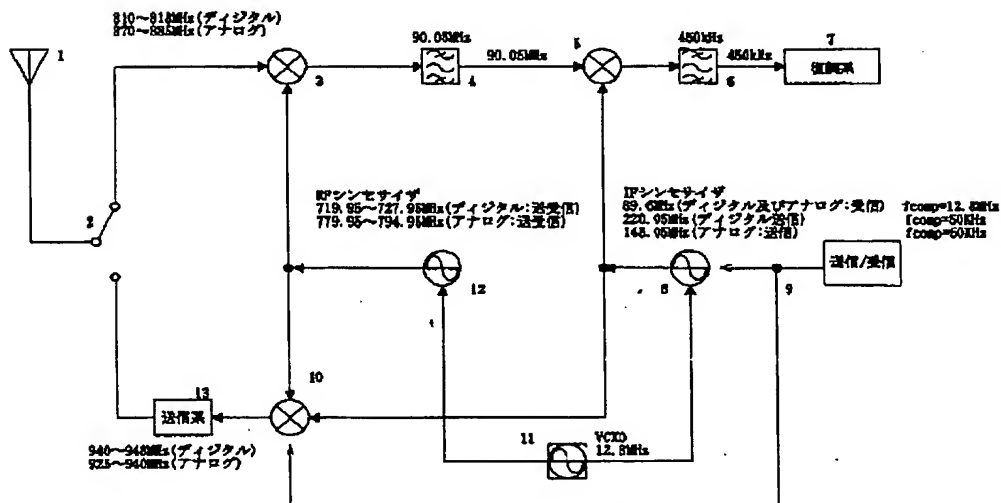 810～818MHz(ディジタル)
870～885MHz(アナログ)
1
2
3
90.05MHz
4
90.05MHz
5
450kHz
6
450kHz
7
復調系
RFシンセサイザ
719.95～727.95MHz(ディジタル:送受信)
779.95～794.95MHz(アナログ:送受信)
IFシンセサイザ
89.6MHz(ディジタル及びアナログ:受信)
220.05MHz(ディジタル送信)
145.05MHz(アナログ:送信)
fcomp=12.8MHz
fcomp=50KHz
fcomp=50KHz
送信/受信
12
8
9
10
13
送信系
940～948MHz(ディジタル)
925～940MHz(アナログ)
11
VCXO
12.8MHz